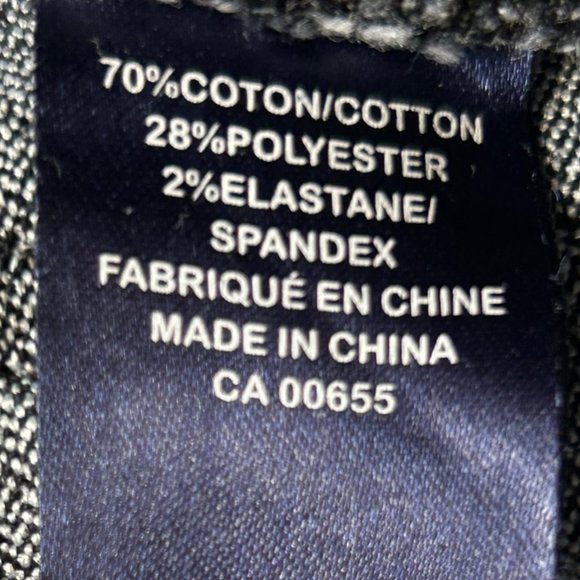 70%COTON/COTTON
28%POLYESTER
2%ELASTANE/
SPANDEX
FABRIQUÉ EN CHINE
MADE IN CHINA
CA 00655